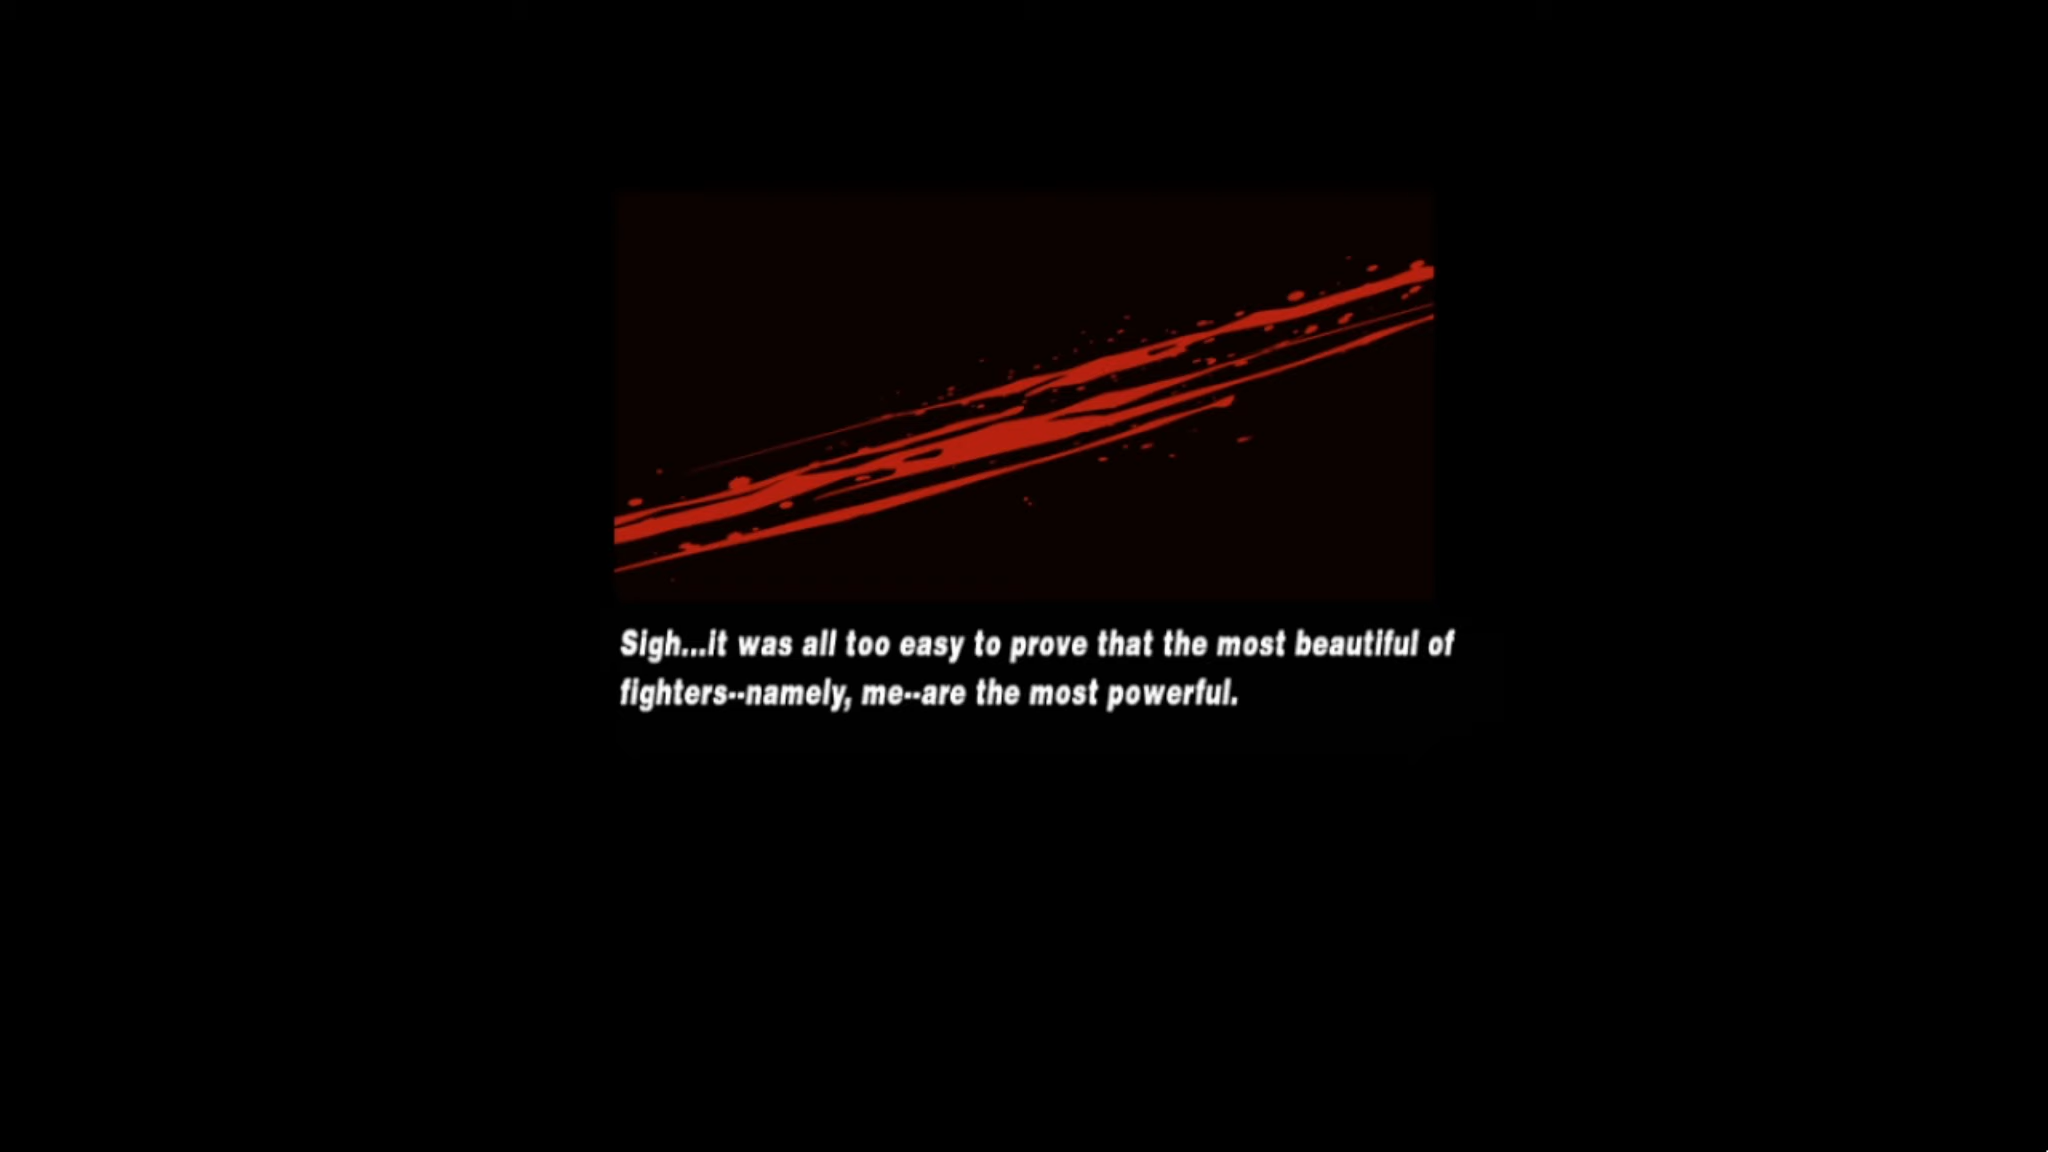 Sigh...it was all too easy to prove that the most beautiful of
fighters--namely, me--are the most powerful.